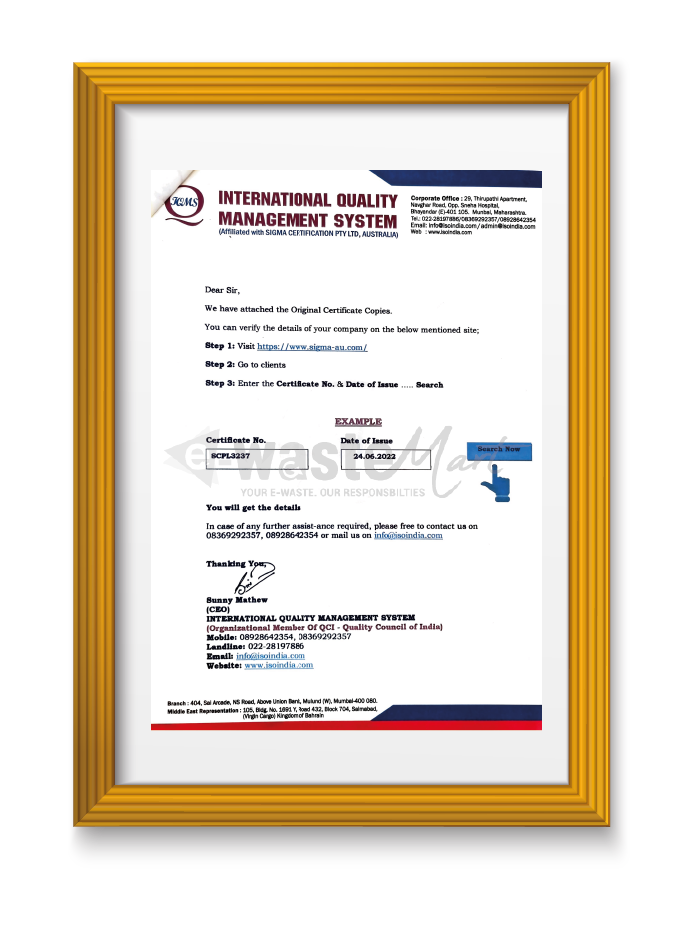 IQMS
INTERNATIONAL QUALITY
MANAGEMENT SYSTEM
(Affiliated with SIGMA CERTIFICATION PTY LTD, AUSTRALIA)
Corporate Office : 29, Thirupathi Apartment,
Navghar Road, Opp. Sneha Hospital,
Bhayandar (E)-401 105. Mumbai, Maharashtra.
Tel.: 022-28197886/08369292357/08928642354
Email: info@isoindia.com / admin@isoindia.com
Web : www.isoindia.com
Dear Sir,
We have attached the Original Certificate Copies.
You can verify the details of your company on the below mentioned site;
Step 1: Visit https://www.sigma-au.com/
Step 2: Go to clients
Step 3: Enter the Certificate No. & Date of Issue ..... Search
EXAMPLE
Certificate No. Date of Issue
SCPL3237 24.06.2022 Search Now
e-waste Mart
YOUR E-WASTE. OUR RESPONSBILTIES
You will get the details
In case of any further assist-ance required, please free to contact us on
08369292357, 08928642354 or mail us on info@isoindia.com
Thanking You,
Sunny Mathew
(CEO)
INTERNATIONAL QUALITY MANAGEMENT SYSTEM
(Organizational Member Of QCI - Quality Council of India)
Mobile: 08928642354, 08369292357
Landline: 022-28197886
Email: info@isoindia.com
Website: www.isoindia.com
Branch : 404, Sai Arcade, NS Road, Above Union Bank, Mulund (W), Mumbai-400 080.
Middle East Representation : 105, Bldg. No. 1691 Y, Road 432, Block 704, Salmabad,
(Virgin Cargo) Kingdom of Bahrain